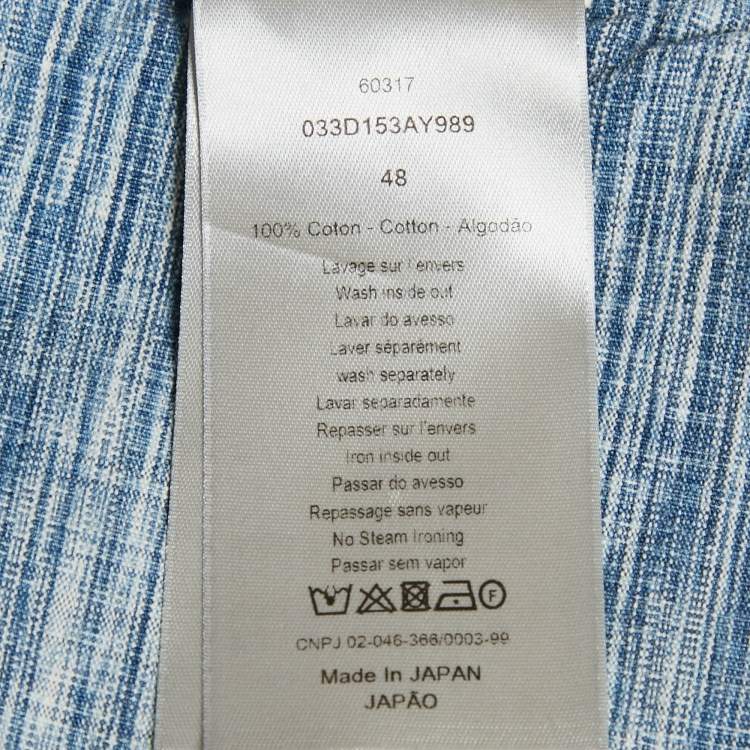 60317
033D153AY989
48
100% Coton - Cotton - Algodão
Lavage sur l'envers
Wash inside out
Lavar do avesso
Laver séparément
wash separately
Lavar separadamente
Repasser sur l'envers
Iron inside out
Passar do avesso
Repassage sans vapeur
No Steam Ironing
Passar sem vapor
F
CNPJ 02-046-366/0003-99
Made In JAPAN
JAPÃO